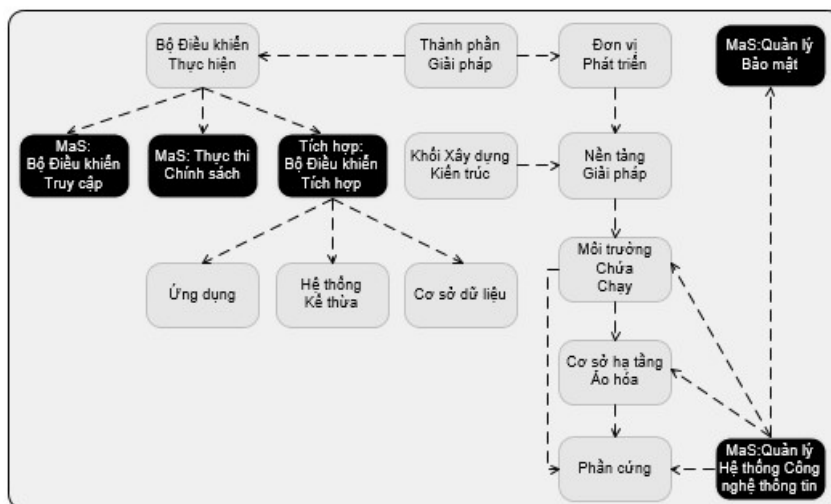 Bộ Điều khiển
Thực hiện
Thành phần
Giải pháp
Đơn vị
Phát triển
MaS:Quản lý
Bảo mật
MaS:
Bộ Điều khiển
Truy cập
MaS: Thực thi
Chính sách
Tích hợp:
Bộ Điều khiển
Tích hợp
Khối Xây dựng
Kiến trúc
Nền tảng
Giải pháp
Ứng dụng
Hệ thống
Kế thừa
Cơ sở dữ liệu
Môi trường
Chứa
Chạy
Cơ sở hạ tầng
Ảo hóa
Phần cứng
MaS:Quản lý
Hệ thống Công
nghệ thông tin